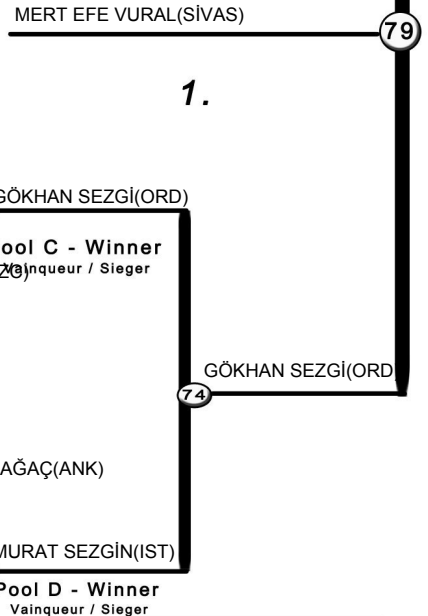 MERT EFE VURAL(SİVAS)
79
1.
GÖKHAN SEZGİ(ORD)
ool C - Winner
Vainqueur / Sieger
GÖKHAN SEZGİ(ORD
74
AĞAÇ(ANK)
MURAT SEZGİN(IST)
Pool D - Winner
Vainqueur / Sieger